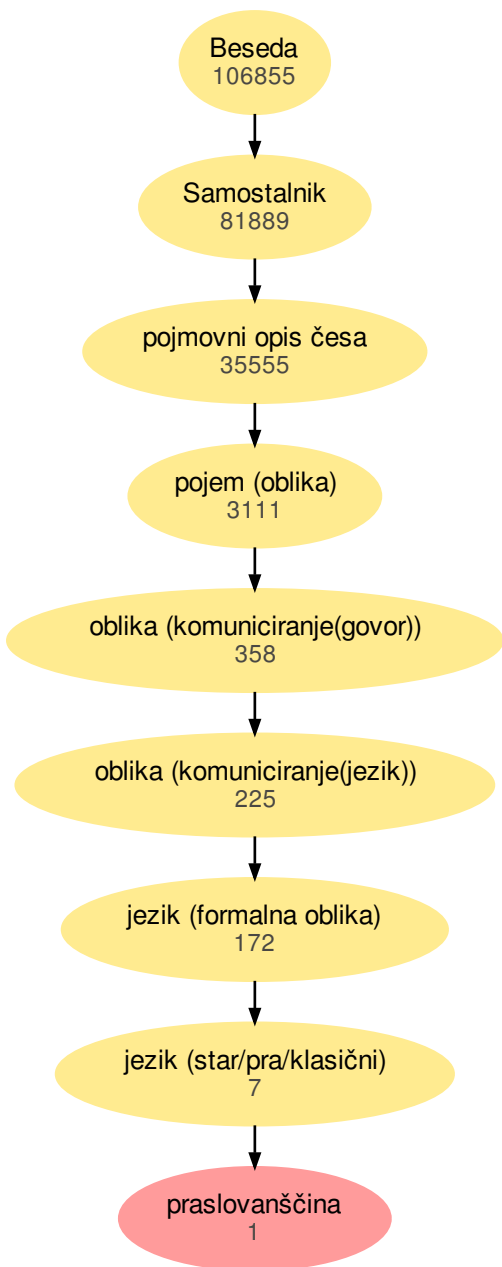 Beseda
106855
Samostalnik
81889
pojmovni opis česa
35555
pojem (oblika)
3111
oblika (komuniciranje(govor))
358
oblika (komuniciranje(jezik))
225
jezik (formalna oblika)
172
jezik (star/pra/klasični)
7
praslovanščina
1